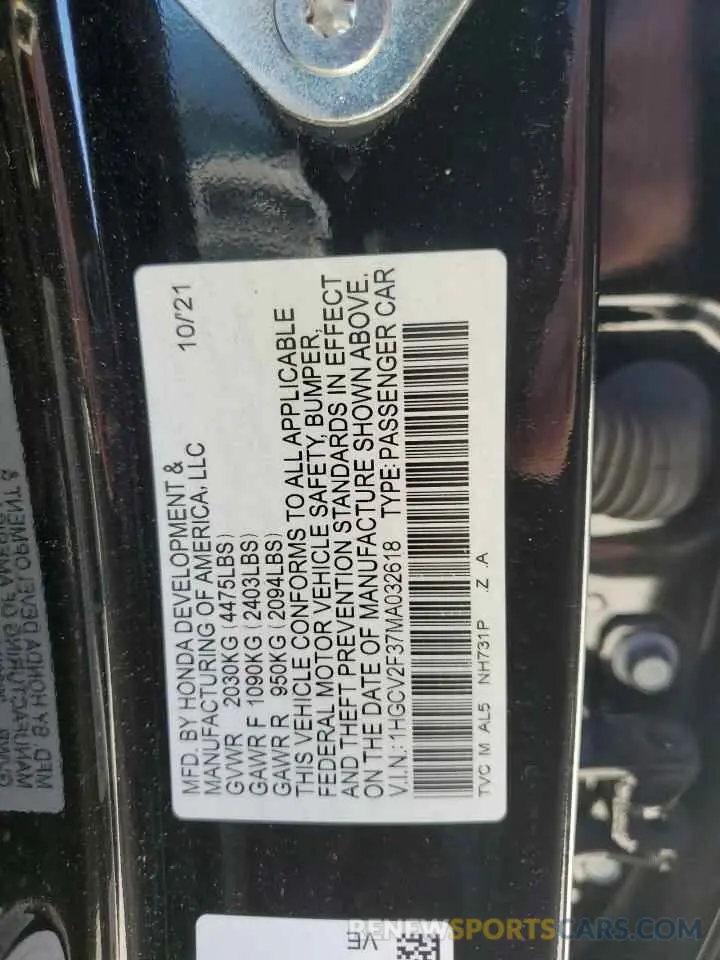 10/'21
MFD. BY HONDA DEVELOPMENT &
MANUFACTURING OF AMERICA, LLC
GVWR 2030KG (4475LBS)
GAWR F 1090KG (2403LBS)
GAWR R 950KG (2094LBS)
THIS VEHICLE CONFORMS TO ALL APPLICABLE
FEDERAL MOTOR VEHICLE SAFETY, BUMPER,
AND THEFT PREVENTION STANDARDS IN EFFECT
ON THE DATE OF MANUFACTURE SHOWN ABOVE.
V.I.N.: 1HGCV2F37MA032618 TYPE: PASSENGER CAR
TVC M AL5 NH731P .Z .A
RENEWSPORTSCARS.COM